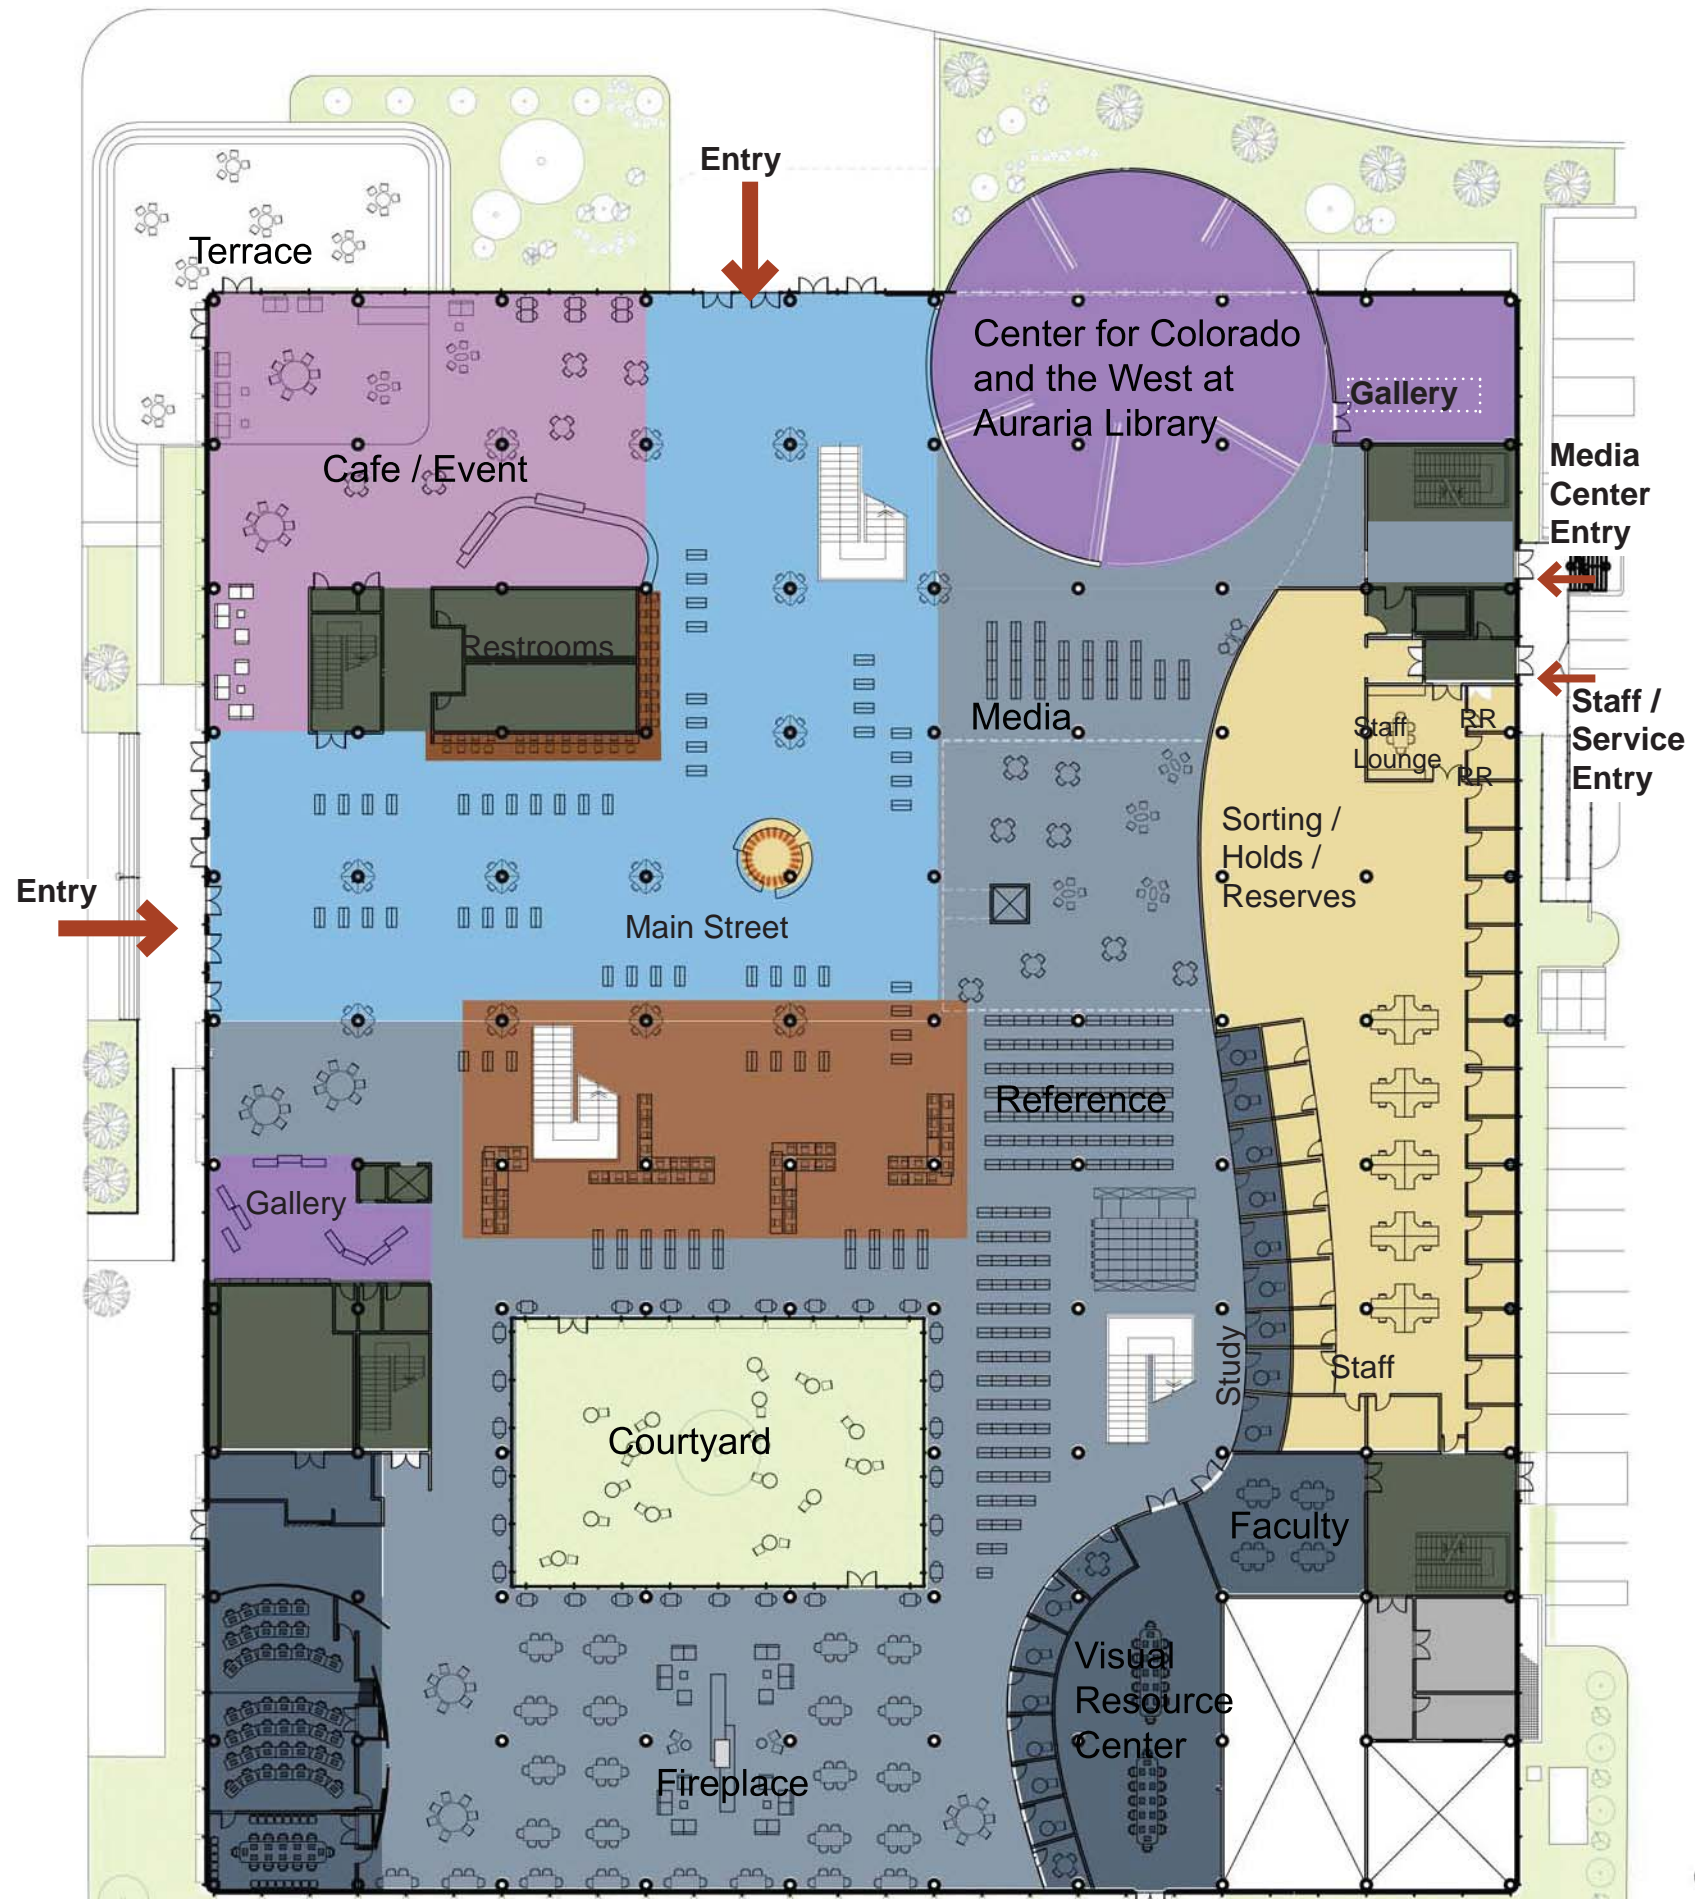 Entry
Terrace
Center for Colorado
and the West at
Auraria Library
Gallery
Cafe / Event
Media
Center
Entry
Restrooms
Media
Staff
Lounge
RR
RR
Staff /
Service
Entry
Sorting /
Holds /
Reserves
Entry
Main Street
Reference
Gallery
Study
Staff
Courtyard
Faculty
Visual
Resource
Center
Fireplace